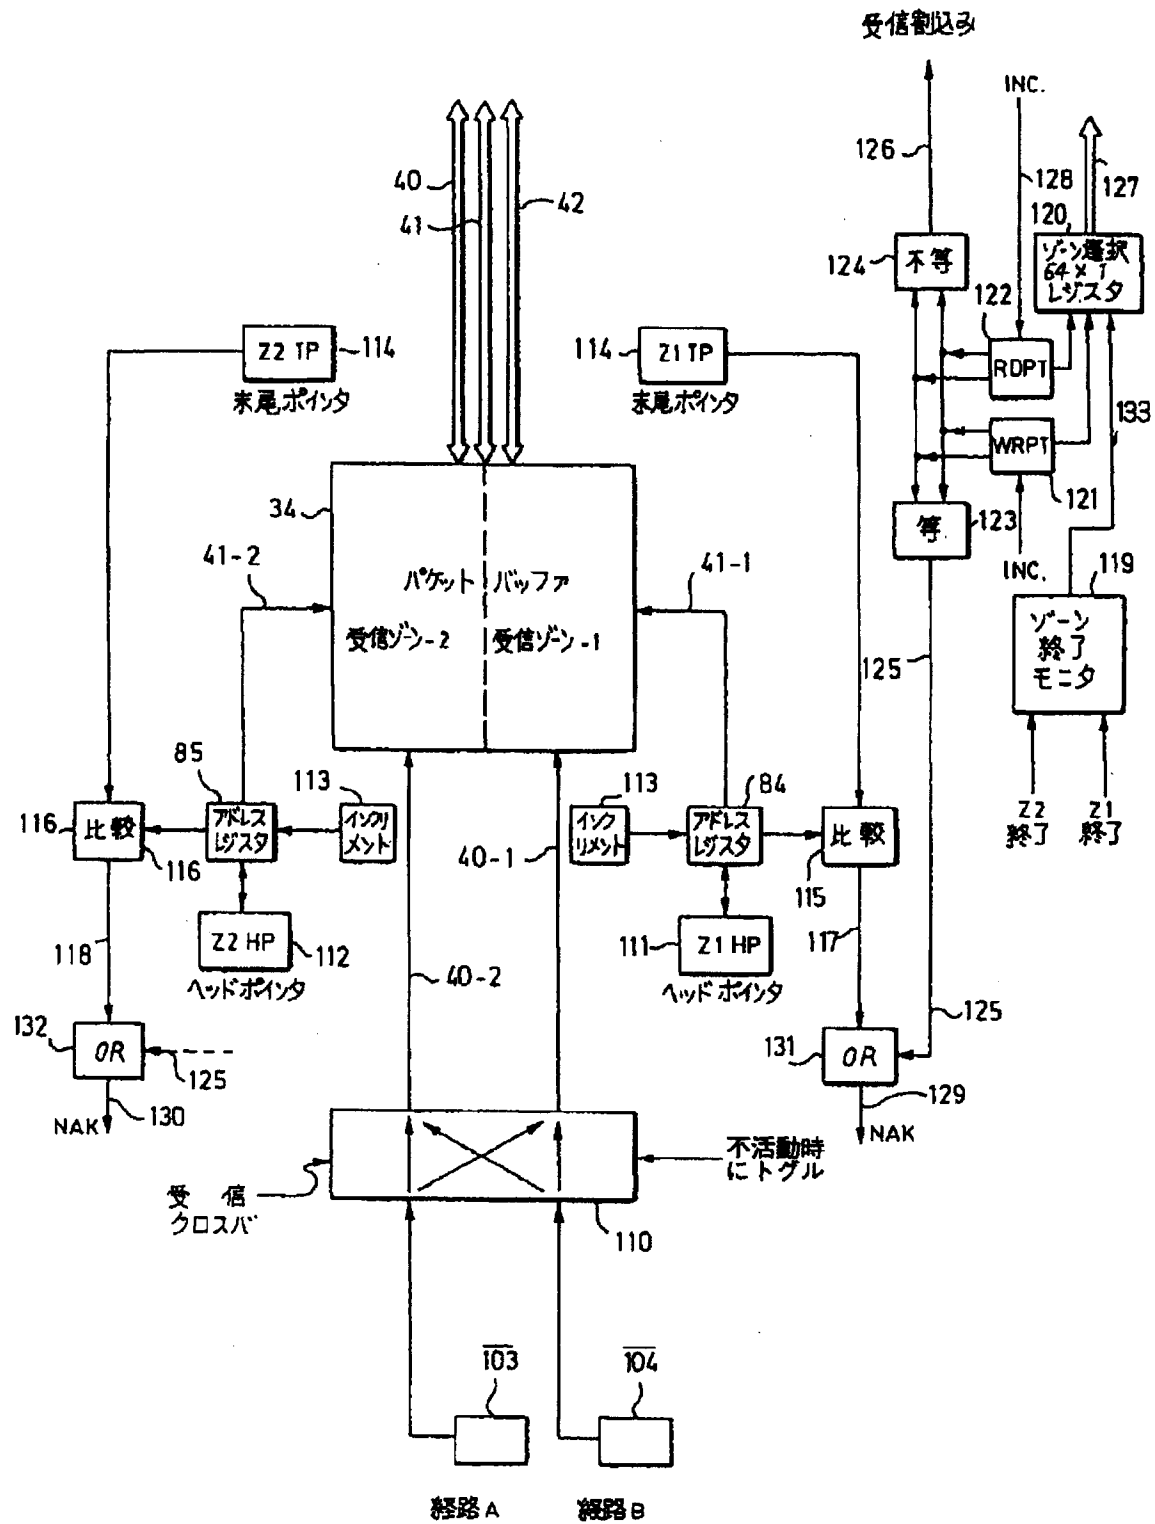 受信割込み
INC.
126
128
127
40
42
41
120
124
不等
ゾーン選択
64×1
レジスタ
122
Z2 TP
114
114
Z1 TP
RDPT
末尾ポインタ
末尾ポインタ
133
WRPT
121
34
等
123
41-2
41-1
INC.
119
パケット
バッファ
受信ゾーン-2
受信ゾーン-1
ゾーン
終了
モニタ
125
85
113
113
84
116
比較
アドレス
レジスタ
インクリ
メント
インク
リメント
アドレス
レジスタ
比較
Z2
終了
Z1
終了
116
40-1
115
118
Z2 HP
112
111
Z1 HP
117
ヘッドポインタ
40-2
ヘッドポインタ
132
OR
125
131
OR
125
130
129
NAK
NAK
不活動時
にトグル
受信
クロスバ
110
103
104
経路A
経路B